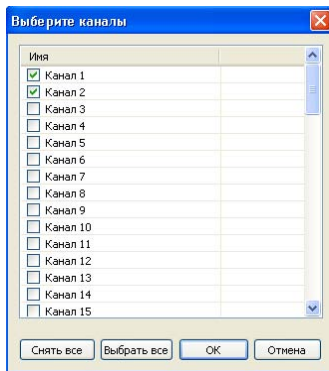 Выберите каналы
Имя
Канал 1
Канал 2
Канал 3
Канал 4
Канал 5
Канал 6
Канал 7
Канал 8
Канал 9
Канал 10
Канал 11
Канал 12
Канал 13
Канал 14
Канал 15
Снять все Выбрать все OK Отмена